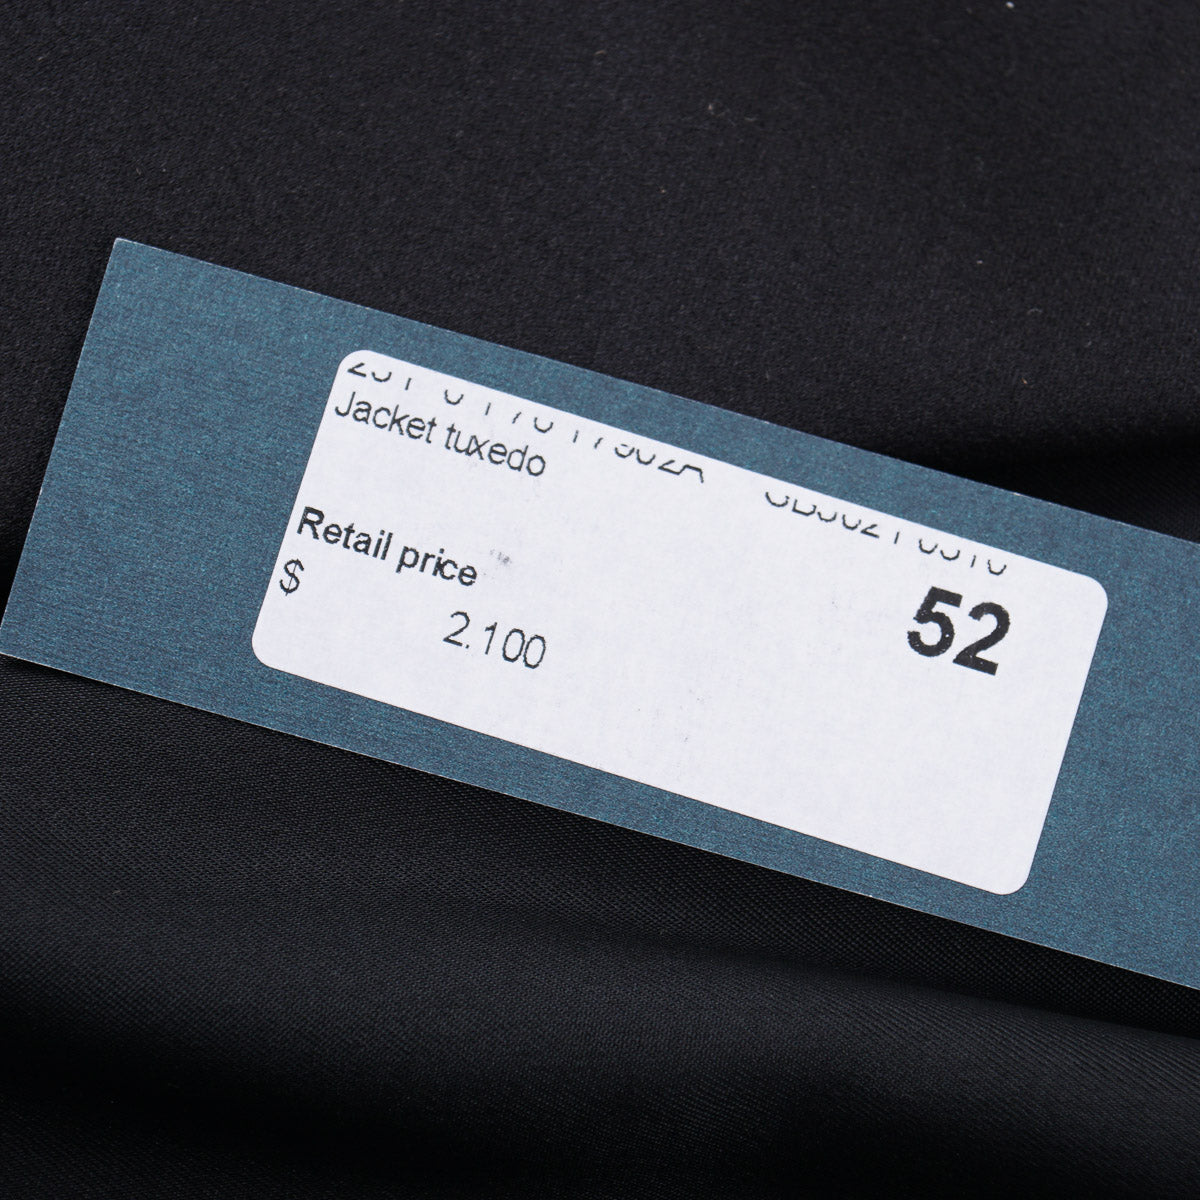 Jacket tuxedo
Retail price
$
2.100
52